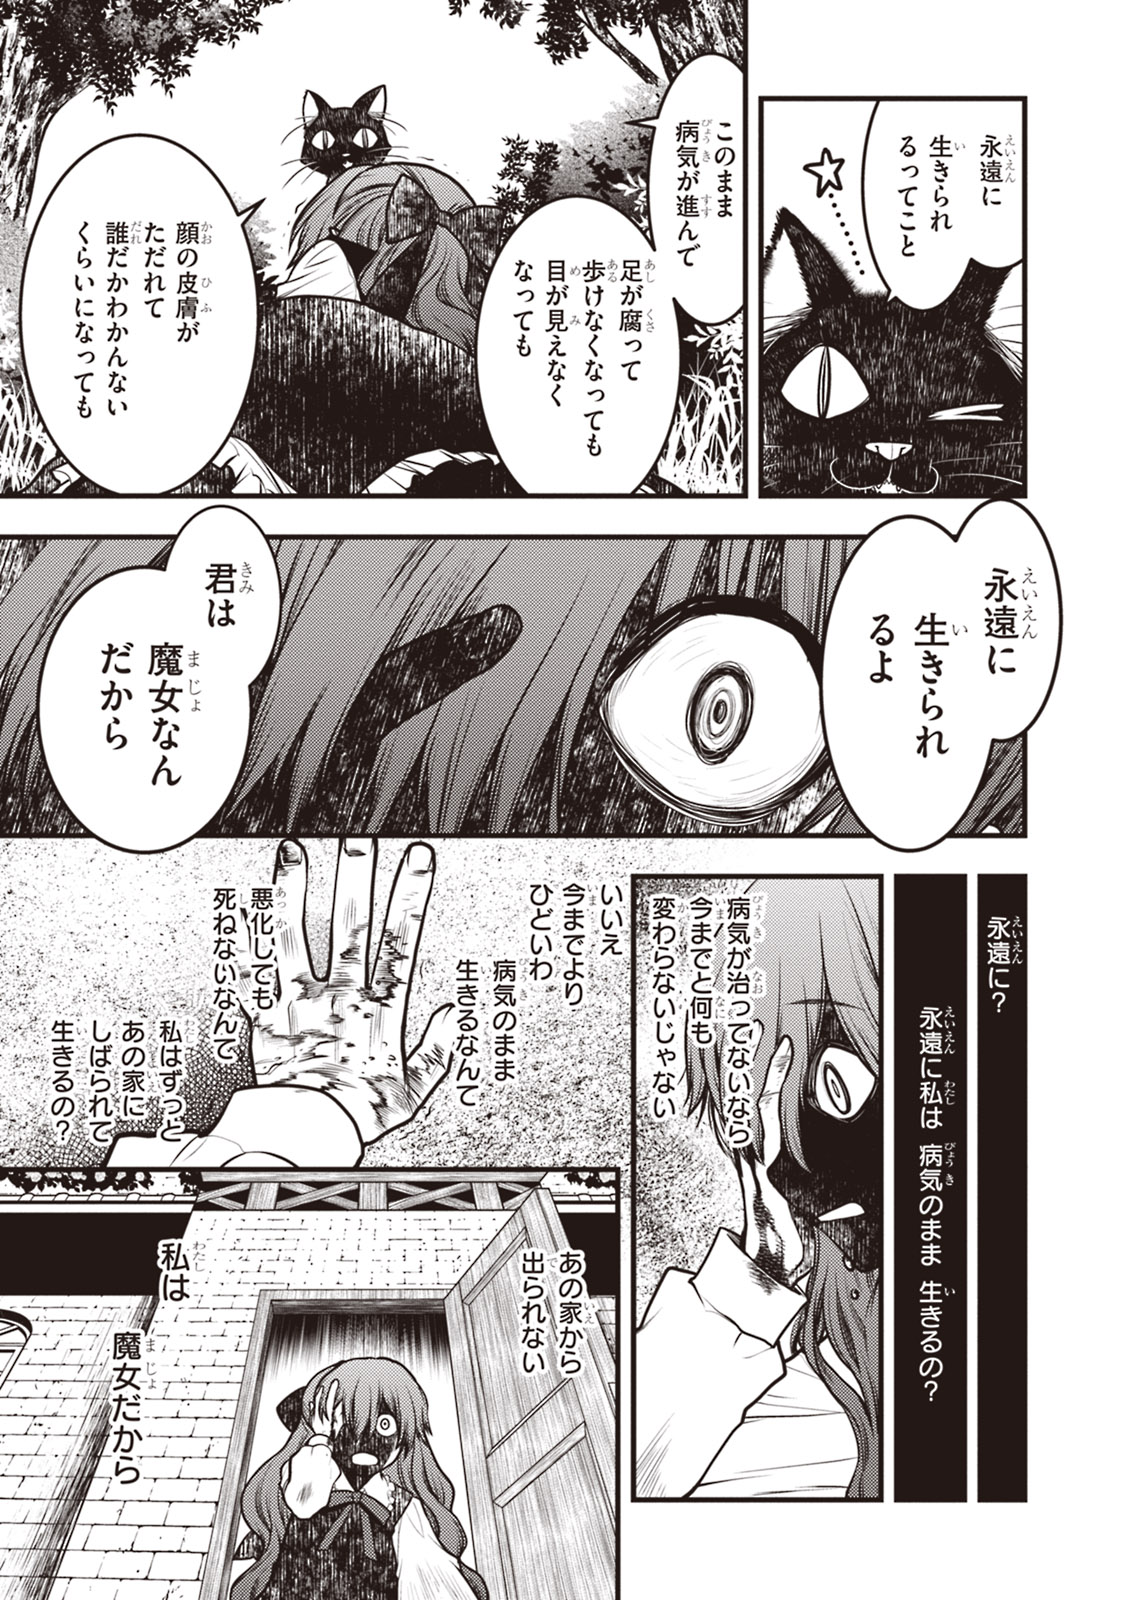 永遠に
生きられ
るってこと
このまま
病気が進んで
足が腐って
歩けなくなっても
目が見えなく
なっても
顔の皮膚が
ただれて
誰だかわかんない
くらいになっても
永遠に
生きられ
るよ
君は
魔女なん
だから
永遠に？
永遠に私は 病気のまま 生きるの？
病気が治ってないなら
今までと何も
変わらないじゃない
いいえ
今までより
ひどいわ
病気のまま
生きるなんて
悪化しても
死ねないなんて
私はずっと
あの家に
しばられて
生きるの？
あの家から
出られない
私は
魔女だから